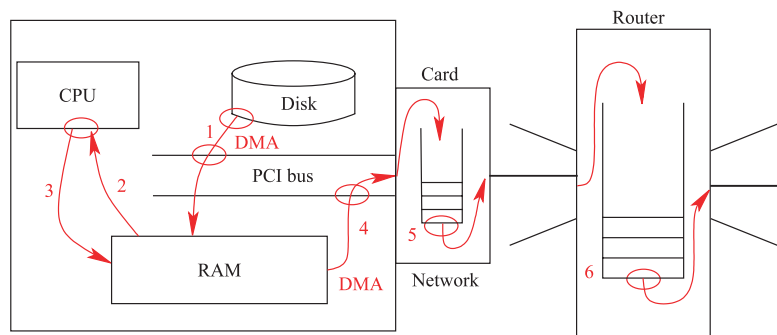 Router
Card
CPU
Disk
1
DMA
PCI bus
3
2
4
5
RAM
DMA
Network
6